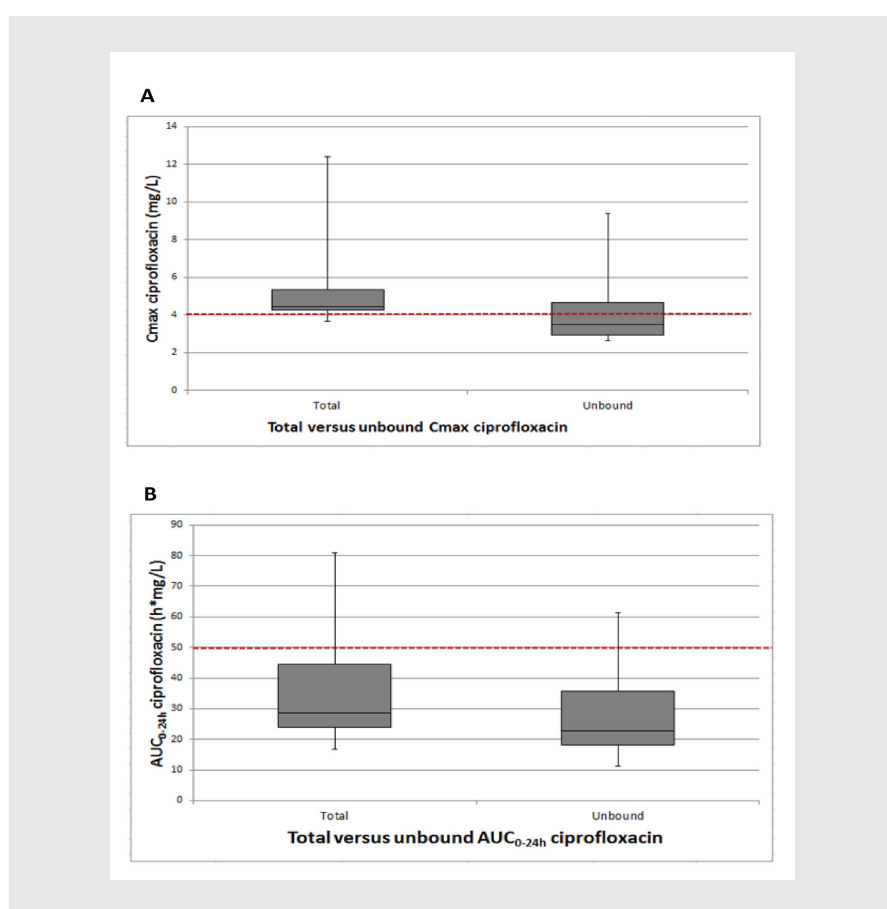 A
Cmax ciprofloxacin (mg/L)
14
12
10
8
6
4
2
0
Total
Unbound
Total versus unbound Cmax ciprofloxacin
B
AUC0-24h ciprofloxacin (h*mg/L)
90
80
70
60
50
40
30
20
10
0
Total
Unbound
Total versus unbound AUC0-24h ciprofloxacin